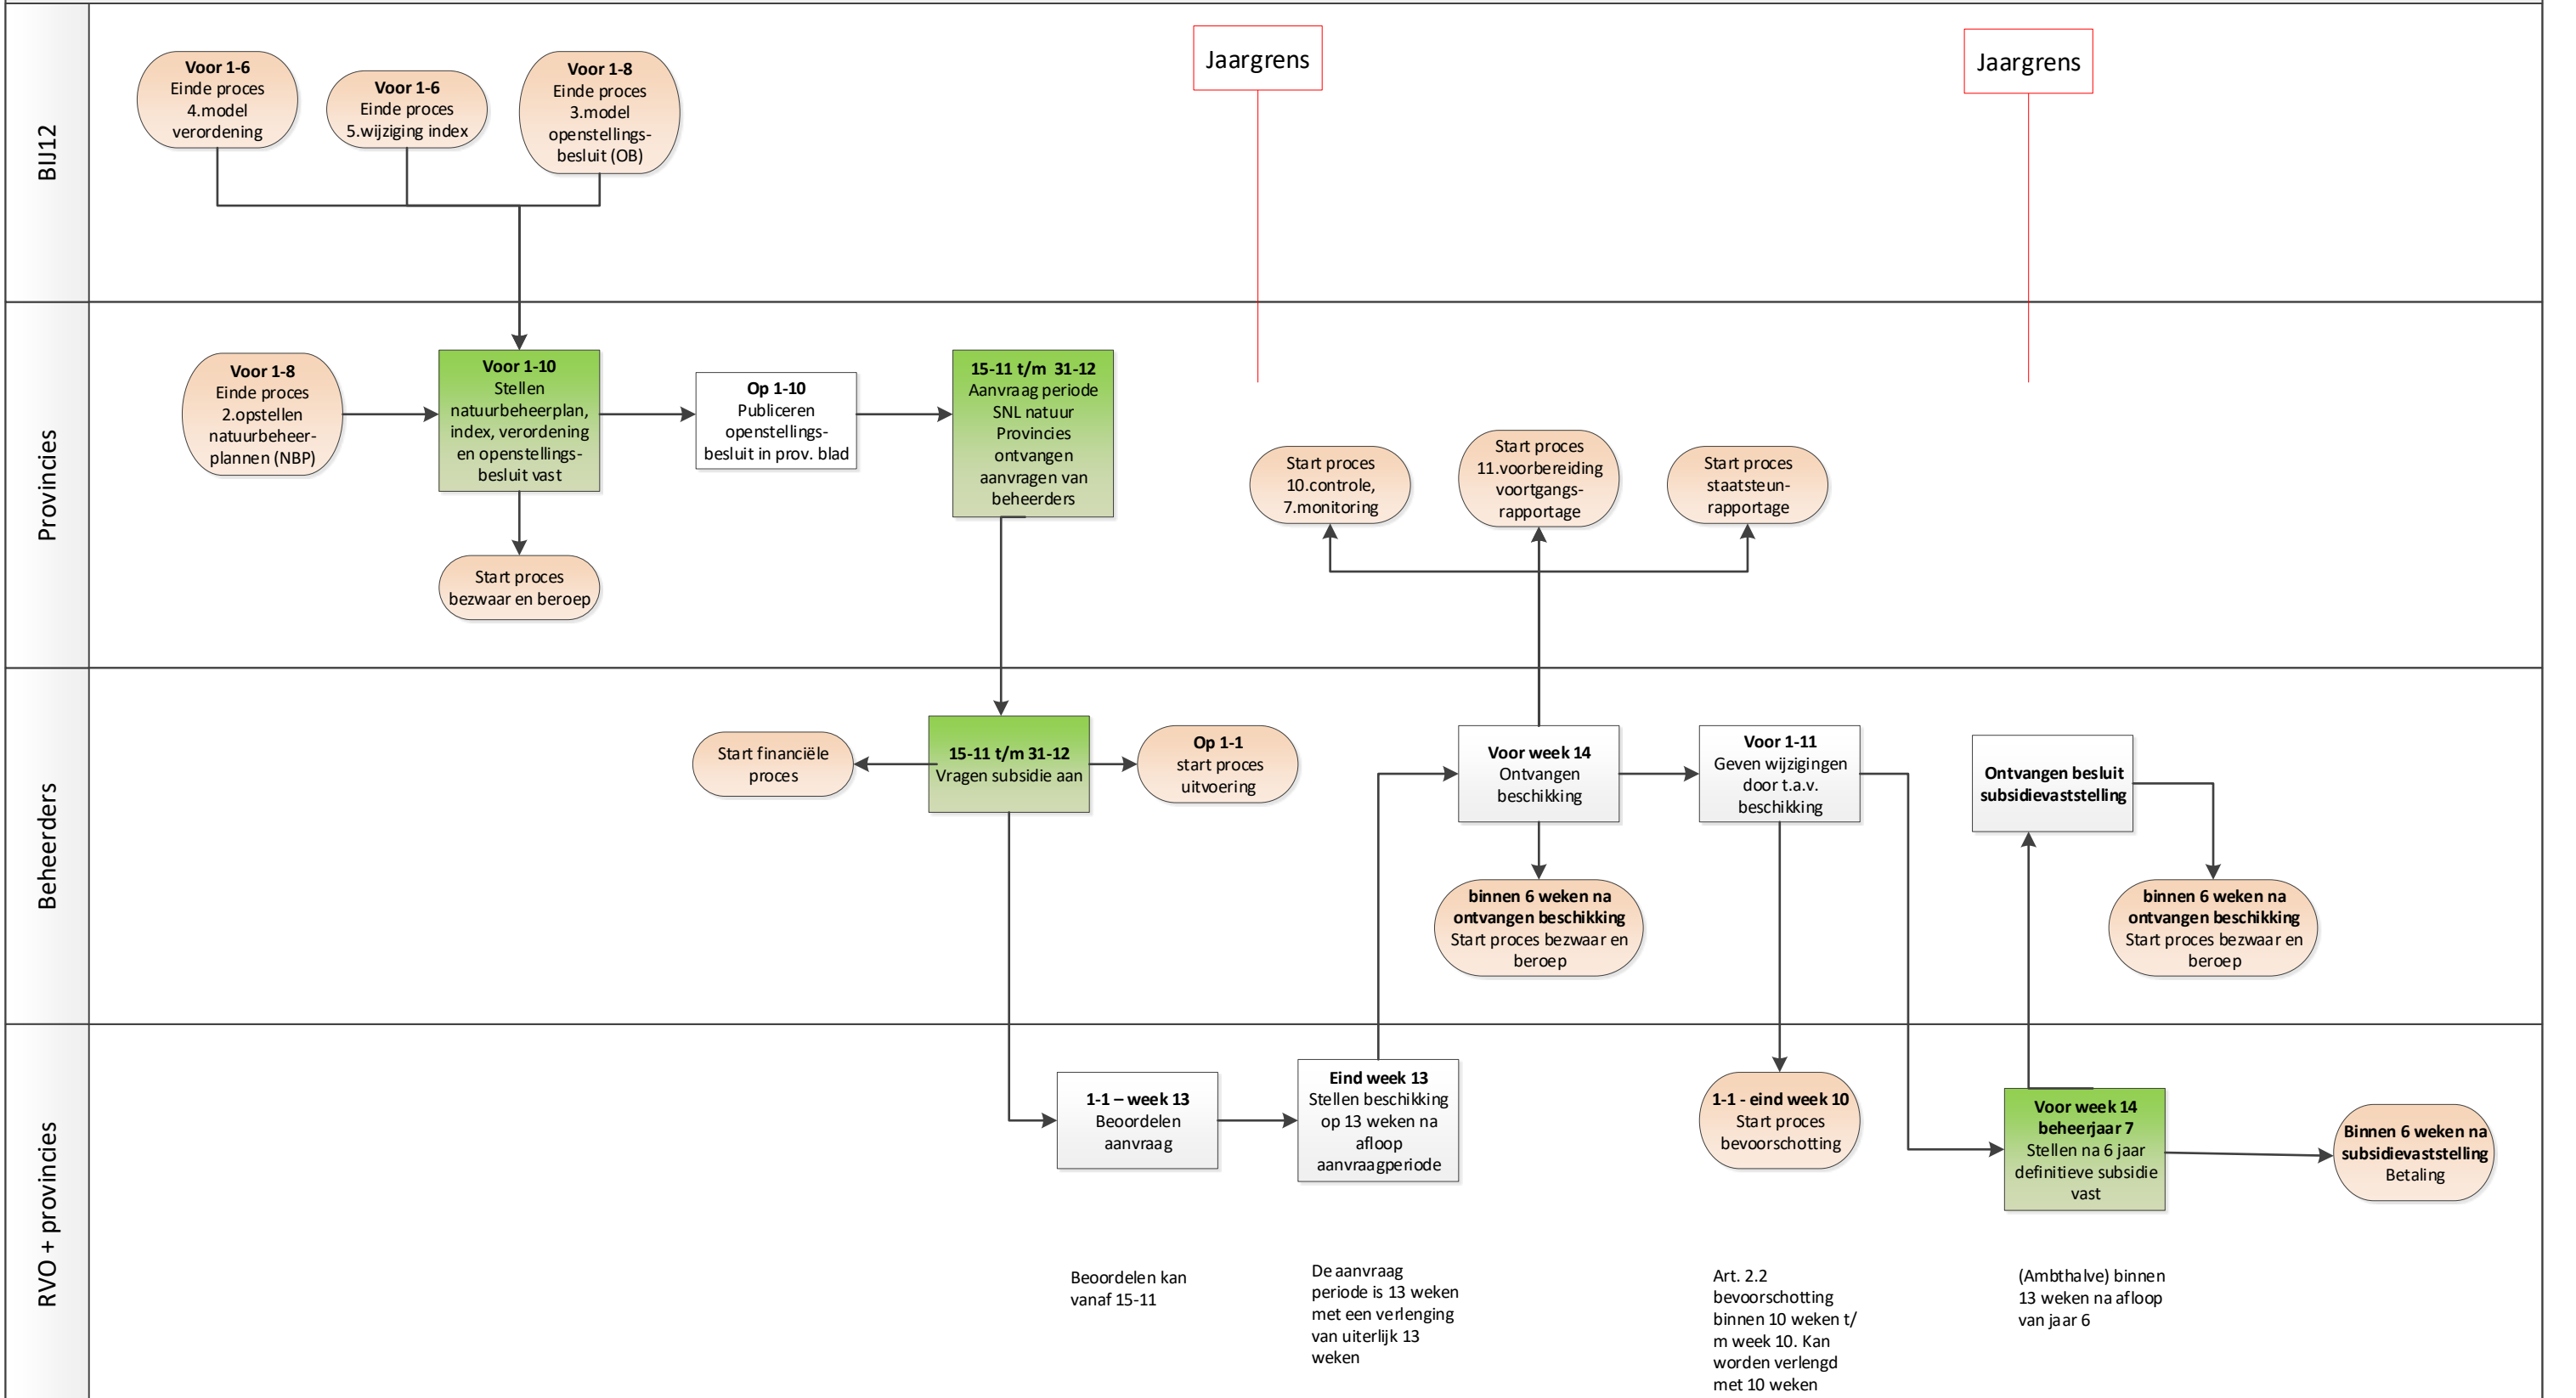 BIJ12
Voor 1-6
Einde proces
4.model
verordening
Voor 1-6
Einde proces
5.wijziging index
Voor 1-8
Einde proces
3.model
openstellings-
besluit (OB)
Jaargrens
Jaargrens
Provincies
Voor 1-8
Einde proces
2.opstellen
natuurbeheer-
plannen (NBP)
Voor 1-10
Stellen
natuurbeheerplan,
index, verordening
en openstellings-
besluit vast
Op 1-10
Publiceren
openstellings-
besluit in prov. blad
15-11 t/m 31-12
Aanvraag periode
SNL natuur
Provincies
ontvangen
aanvragen van
beheerders
Start proces
bezwaar en beroep
Start proces
10.controle,
7.monitoring
Start proces
11.voorbereiding
voortgangs-
rapportage
Start proces
staatsteun-
rapportage
Beheerders
Start financiële
proces
15-11 t/m 31-12
Vragen subsidie aan
Op 1-1
start proces
uitvoering
Voor week 14
Ontvangen
beschikking
Voor 1-11
Geven wijzigingen
door t.a.v.
beschikking
Ontvangen besluit
subsidievaststelling
binnen 6 weken na
ontvangen beschikking
Start proces bezwaar en
beroep
binnen 6 weken na
ontvangen beschikking
Start proces bezwaar en
beroep
RVO + provincies
1-1 – week 13
Beoordelen
aanvraag
Eind week 13
Stellen beschikking
op 13 weken na
afloop
aanvraagperiode
1-1 - eind week 10
Start proces
bevoorschotting
Voor week 14
beheerjaar 7
Stellen na 6 jaar
definitieve subsidie
vast
Binnen 6 weken na
subsidievaststelling
Betaling
Beoordelen kan
vanaf 15-11
De aanvraag
periode is 13 weken
met een verlenging
van uiterlijk 13
weken
Art. 2.2
bevoorschotting
binnen 10 weken t/
m week 10. Kan
worden verlengd
met 10 weken
(Ambthalve) binnen
13 weken na afloop
van jaar 6